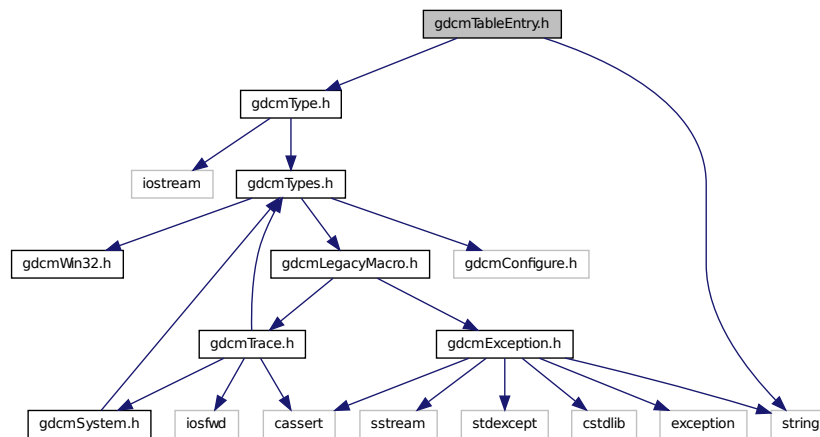 gdcmTableEntry.h
gdcmType.h
iostream
gdcmTypes.h
gdcmWin32.h
gdcmLegacyMacro.h
gdcmConfigure.h
gdcmTrace.h
gdcmException.h
gdcmSystem.h
iosfwd
cassert
sstream
stdexcept
cstdlib
exception
string